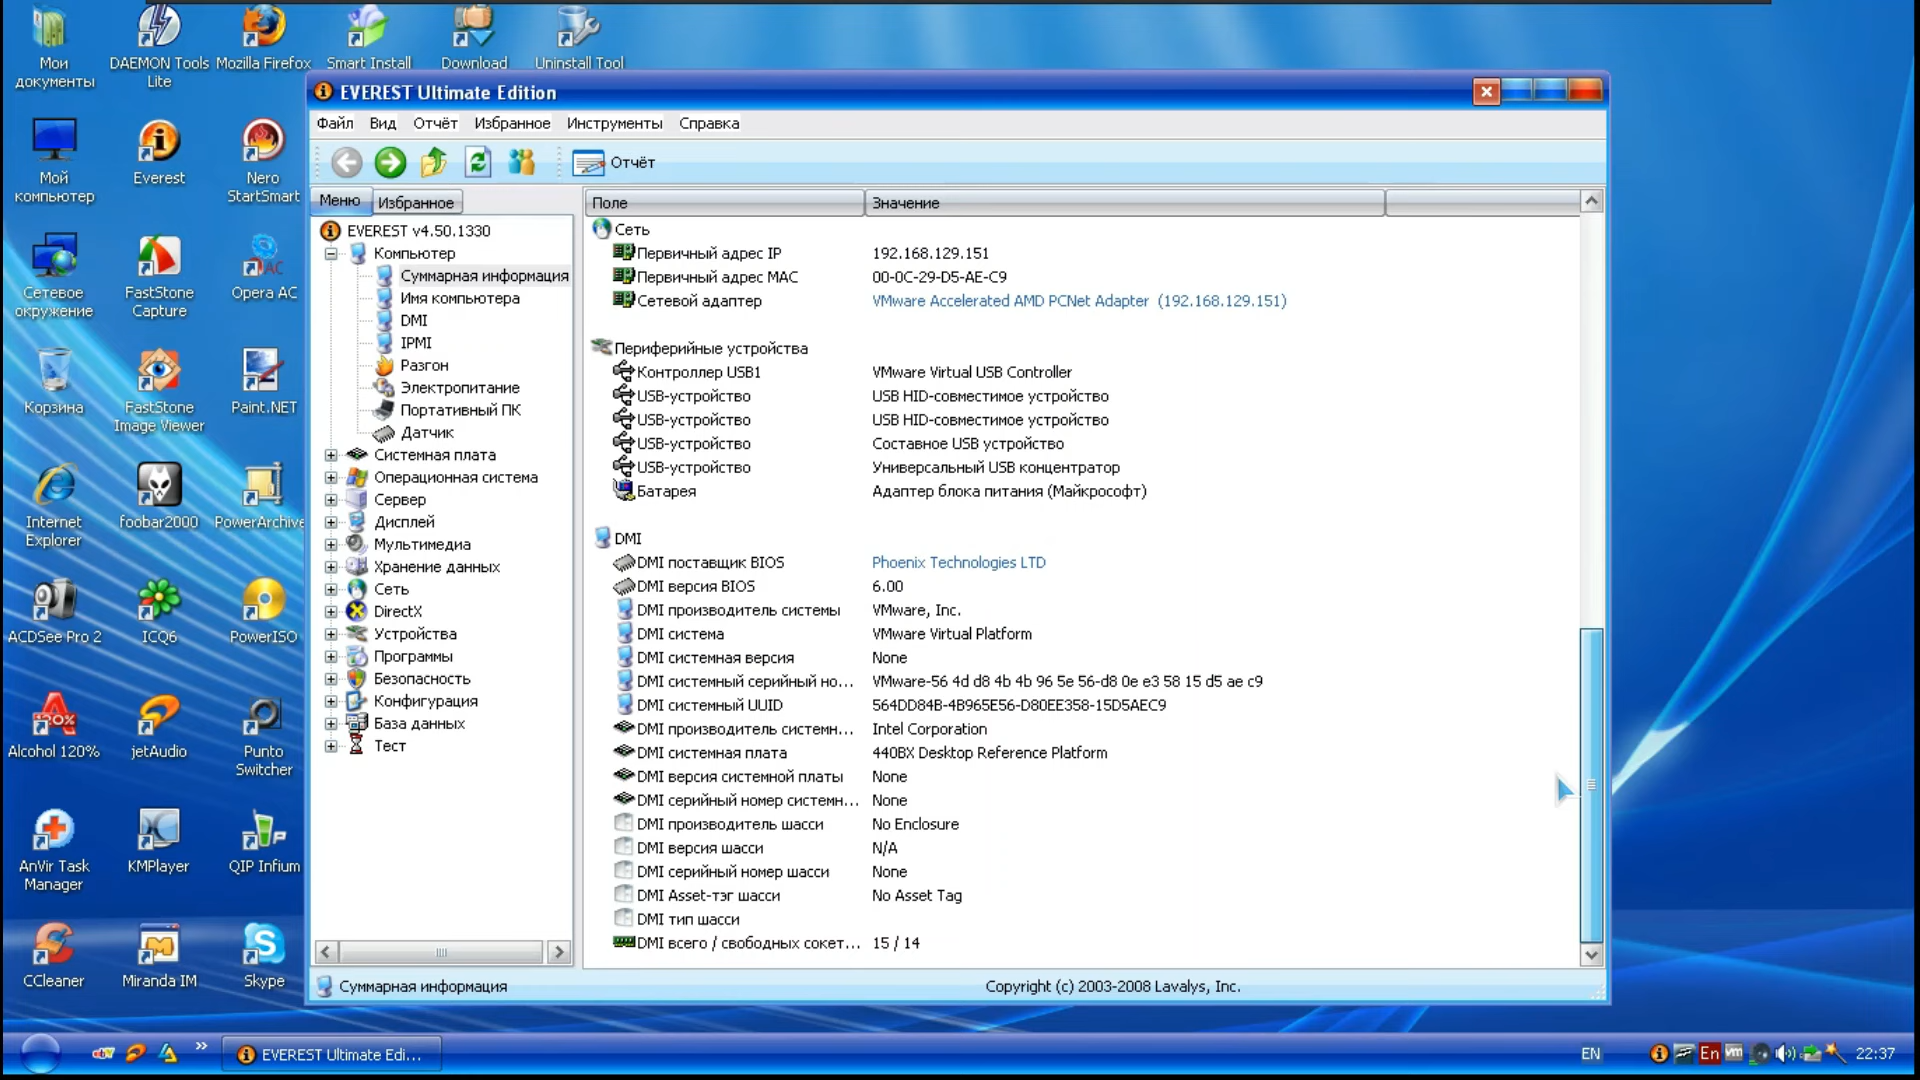 Мои документы
DAEMON Tools Lite
Mozilla Firefox
Smart Install
Download
Uninstall Tool
Мой компьютер
Everest
Nero StartSmart
Сетевое окружение
FastStone Capture
Opera AC
Корзина
FastStone Image Viewer
Paint.NET
Internet Explorer
foobar2000
PowerArchive
ACDSee Pro 2
ICQ6
PowerISO
Alcohol 120%
jetAudio
Punto Switcher
AnVir Task Manager
KMPlayer
QIP Infium
CCleaner
Miranda IM
Skype
EVEREST Ultimate Edition
Файл Вид Отчёт Избранное Инструменты Справка
Отчёт
Меню Избранное
EVEREST v4.50.1330
Компьютер
Суммарная информация
Имя компьютера
DMI
IPMI
Разгон
Электропитание
Портативный ПК
Датчик
Системная плата
Операционная система
Сервер
Дисплей
Мультимедиа
Хранение данных
Сеть
DirectX
Устройства
Программы
Безопасность
Конфигурация
База данных
Тест
Поле Значение
Сеть
Первичный адрес IP 192.168.129.151
Первичный адрес MAC 00-0C-29-D5-AE-C9
Сетевой адаптер VMware Accelerated AMD PCNet Adapter (192.168.129.151)
Периферийные устройства
Контроллер USB1 VMware Virtual USB Controller
USB-устройство USB HID-совместимое устройство
USB-устройство USB HID-совместимое устройство
USB-устройство Составное USB устройство
USB-устройство Универсальный USB концентратор
Батарея Адаптер блока питания (Майкрософт)
DMI
DMI поставщик BIOS Phoenix Technologies LTD
DMI версия BIOS 6.00
DMI производитель системы VMware, Inc.
DMI система VMware Virtual Platform
DMI системная версия None
DMI системный серийный но... VMware-56 4d d8 4b 4b 96 5e 56-d8 0e e3 58 15 d5 ae c9
DMI системный UUID 564DD84B-4B965E56-D80EE358-15D5AEC9
DMI производитель системн... Intel Corporation
DMI системная плата 440BX Desktop Reference Platform
DMI версия системной платы None
DMI серийный номер системн... None
DMI производитель шасси No Enclosure
DMI версия шасси N/A
DMI серийный номер шасси None
DMI Asset-тэг шасси No Asset Tag
DMI тип шасси
DMI всего / свободных сокет... 15 / 14
Суммарная информация Copyright (c) 2003-2008 Lavalys, Inc.
EVEREST Ultimate Edi... EN En 22:37